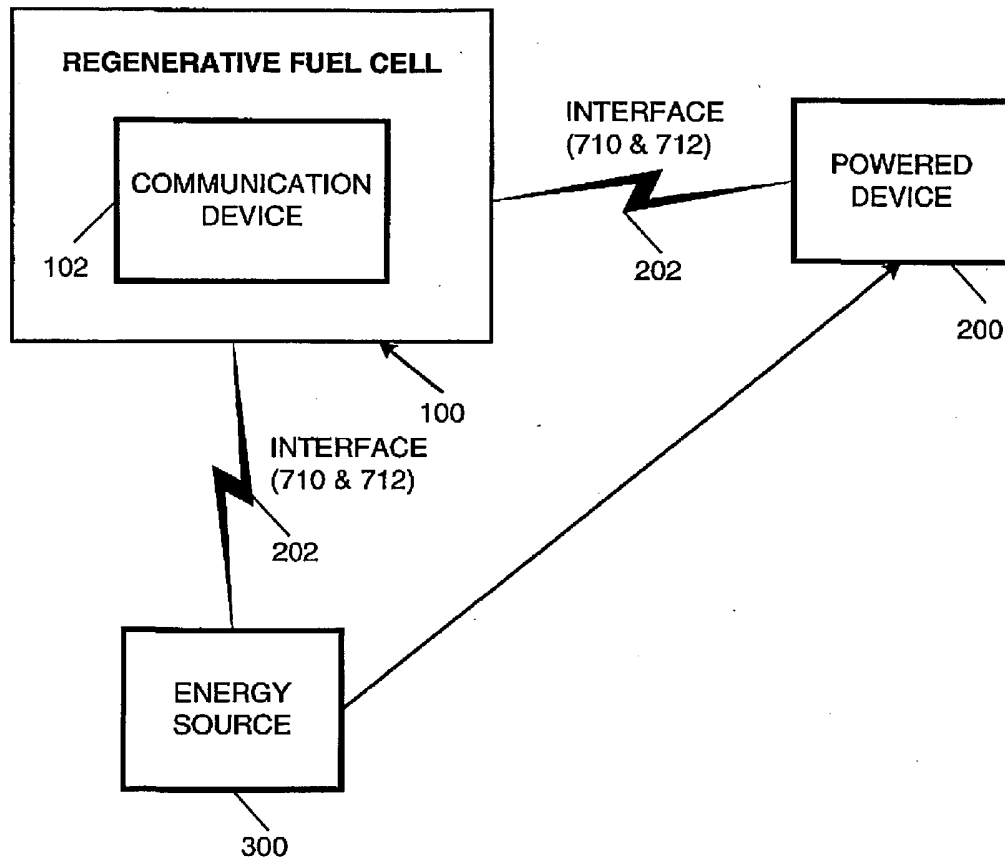 REGENERATIVE FUEL CELL
COMMUNICATION
DEVICE
102
100
INTERFACE
(710 & 712)
202
POWERED
DEVICE
200
INTERFACE
(710 & 712)
202
ENERGY
SOURCE
300